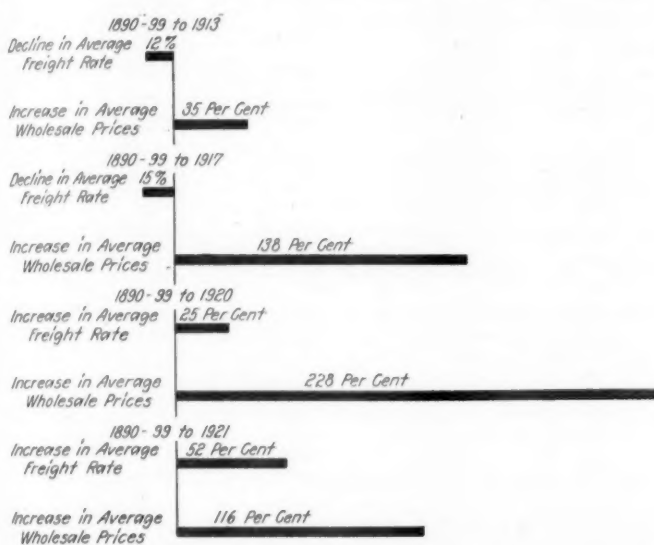 1890-99 to 1913
Decline in Average 12%
Freight Rate
Increase in Average 35 Per Cent
Wholesale Prices
1890-99 to 1917
Decline in Average 15%
Freight Rate
Increase in Average 138 Per Cent
Wholesale Prices
1890-99 to 1920
Increase in Average 25 Per Cent
Freight Rate
Increase in Average 228 Per Cent
Wholesale Prices
1890-99 to 1921
Increase in Average 52 Per Cent
Freight Rate
Increase in Average 116 Per Cent
Wholesale Prices